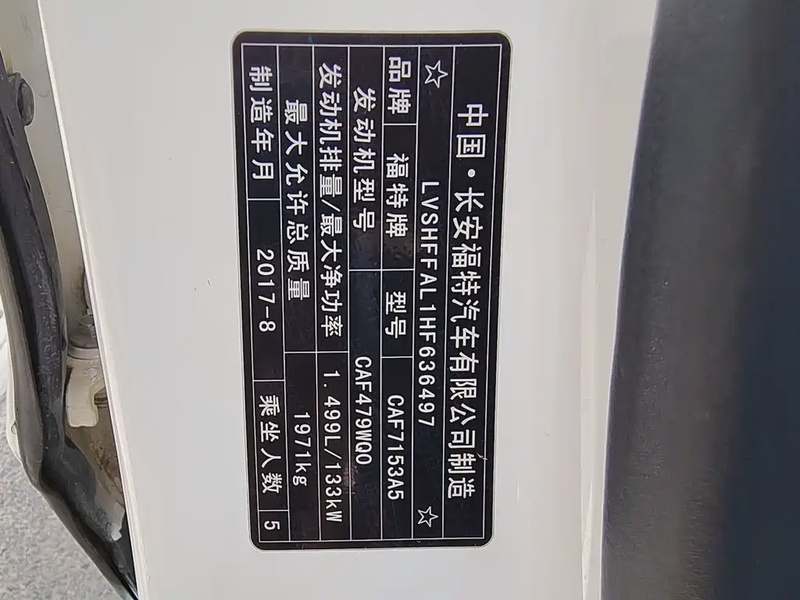 中国·长安福特汽车有限公司制造
☆ LVSHFFAL1HF636497 ☆
品牌 福特牌 型号 CAF7153A5
发动机型号 CAF479WQ0
发动机排量/最大净功率 1.499L/133kW
最大允许总质量 1971kg
制造年月 2017-8 乘坐人数 5